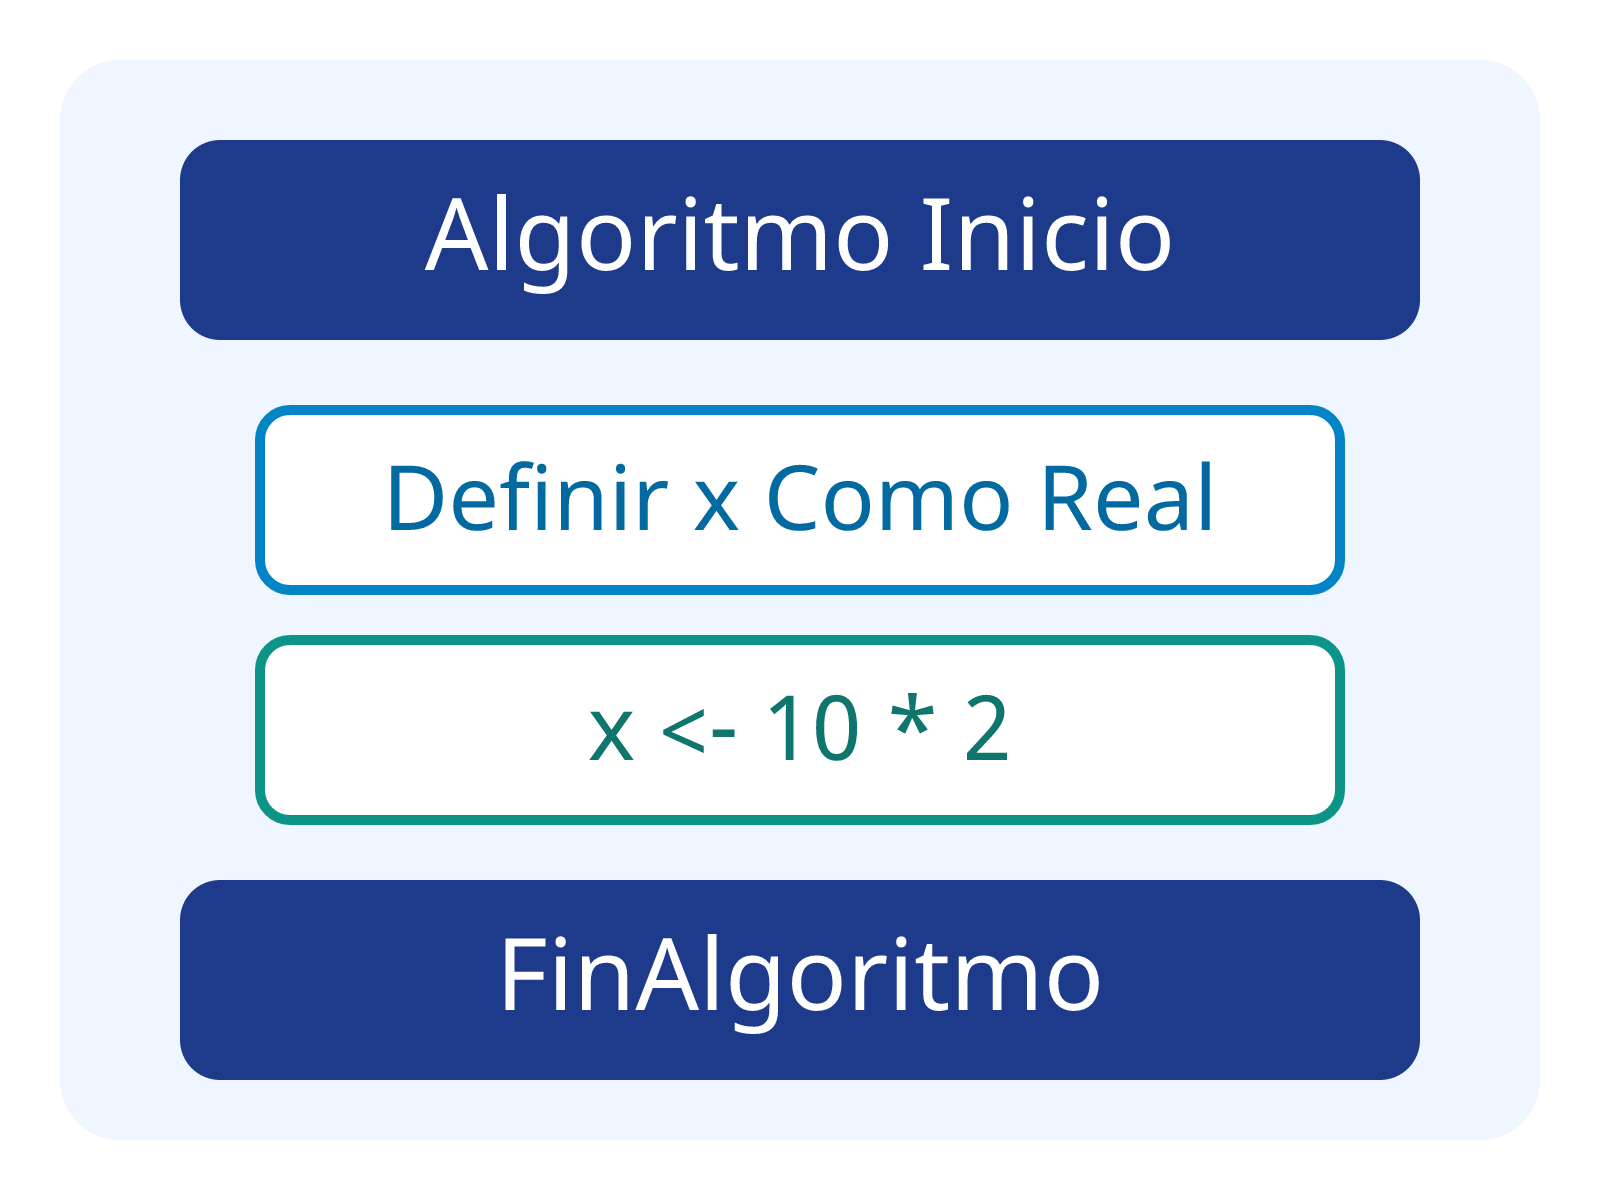 Algoritmo Inicio
Definir x Como Real
x <- 10 * 2
FinAlgoritmo